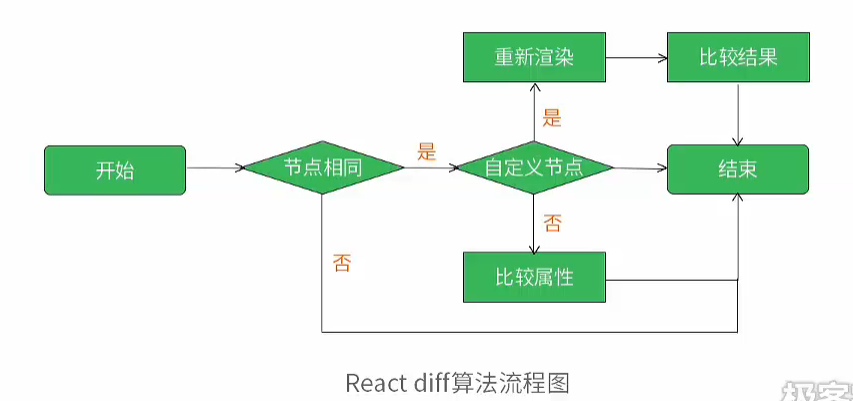 重新渲染
比较结果
是
开始
节点相同
是
自定义节点
结束
否
否
比较属性
React diff算法流程图
极客